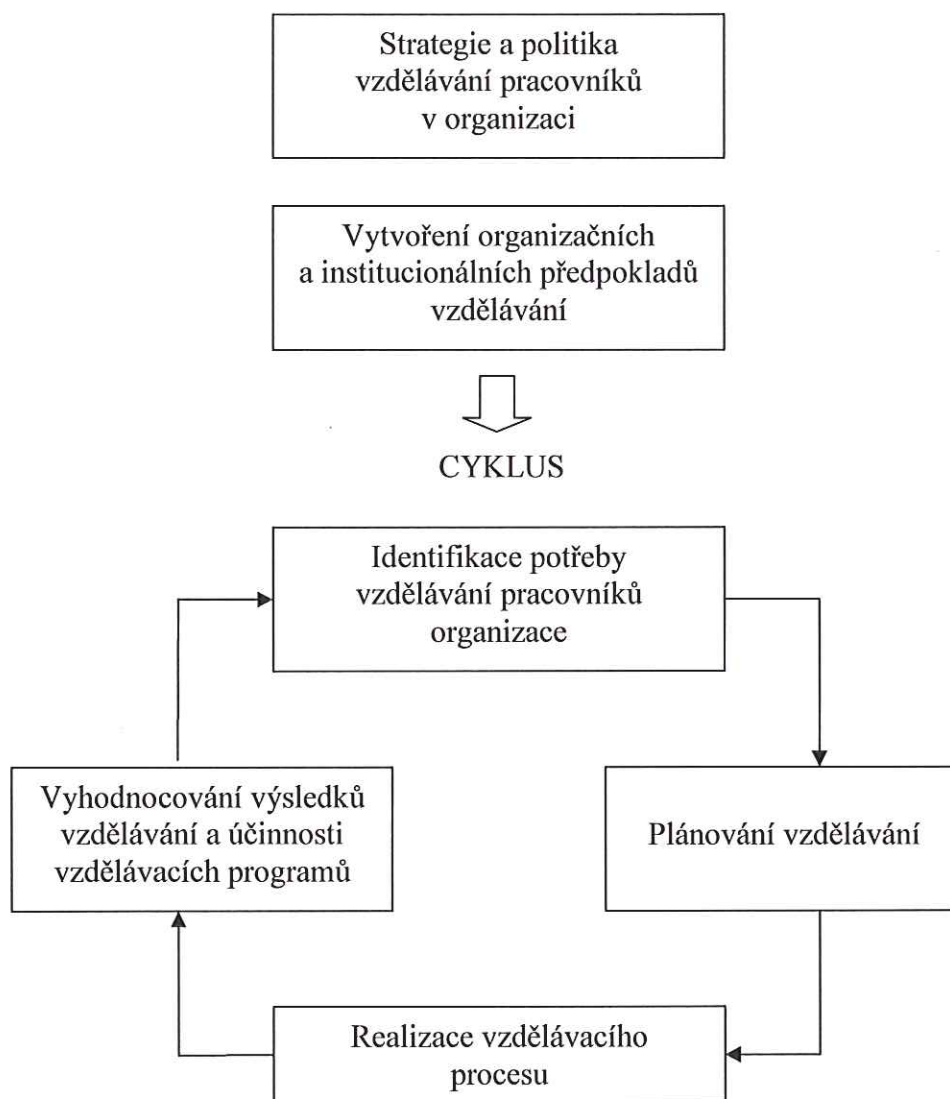 Strategie a politika
vzdělávání pracovníků
v organizaci
Vytvoření organizačních
a institucionálních předpokladů
vzdělávání
CYKLUS
Identifikace potřeby
vzdělávání pracovníků
organizace
Vyhodnocování výsledků
vzdělávání a účinnosti
vzdělávacích programů
Plánování vzdělávání
Realizace vzdělávacího
procesu